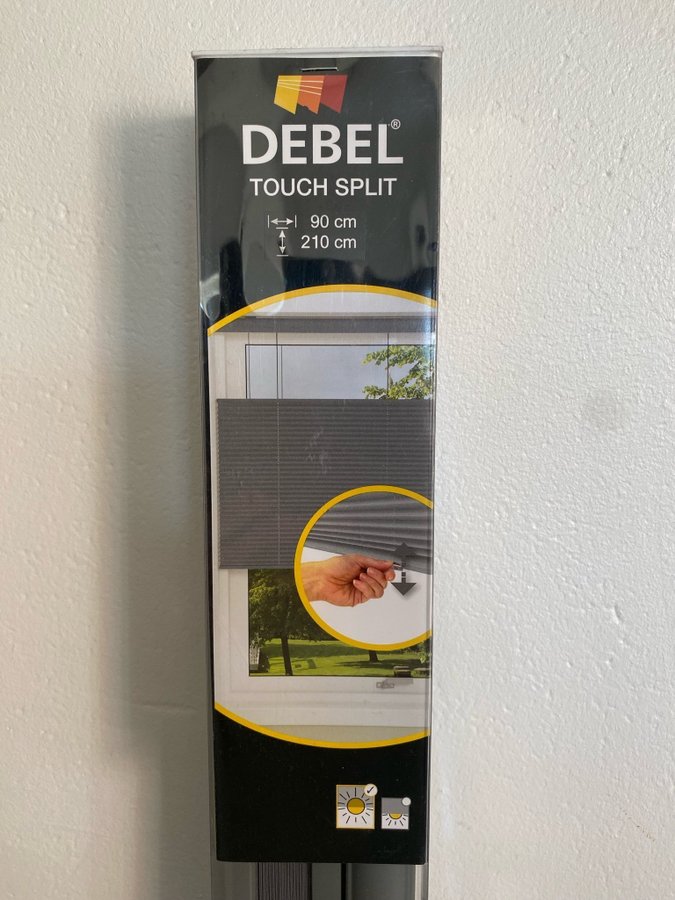 DEBEL®
TOUCH SPLIT
90 cm
210 cm